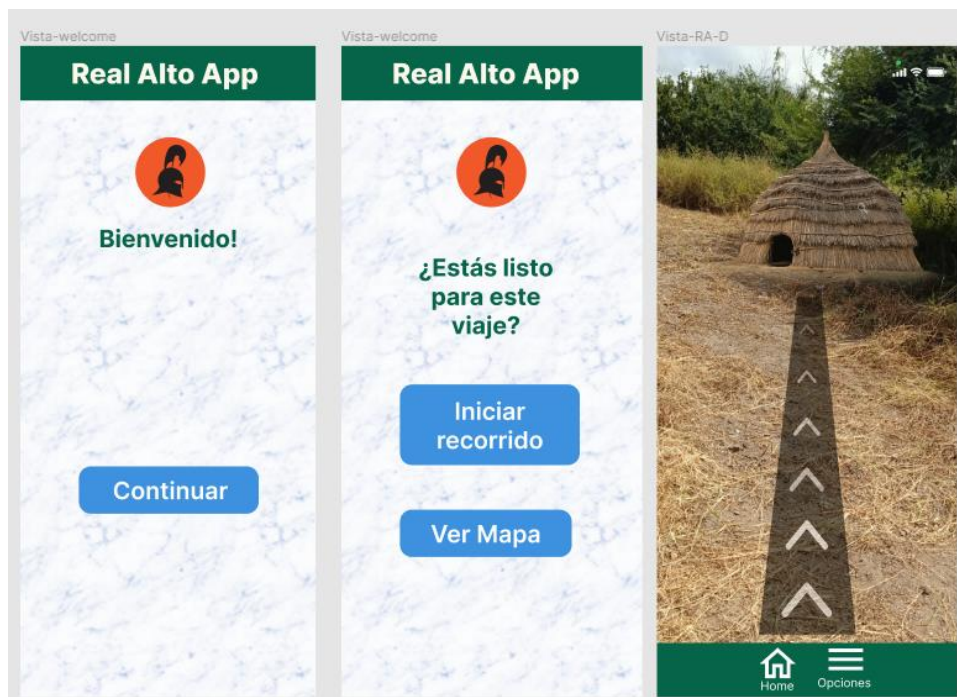 Vista-welcome
Real Alto App
Bienvenido!
Continuar
Vista-welcome
Real Alto App
¿Estás listo
para este
viaje?
Iniciar
recorrido
Ver Mapa
Vista-RA-D
Home
Opciones